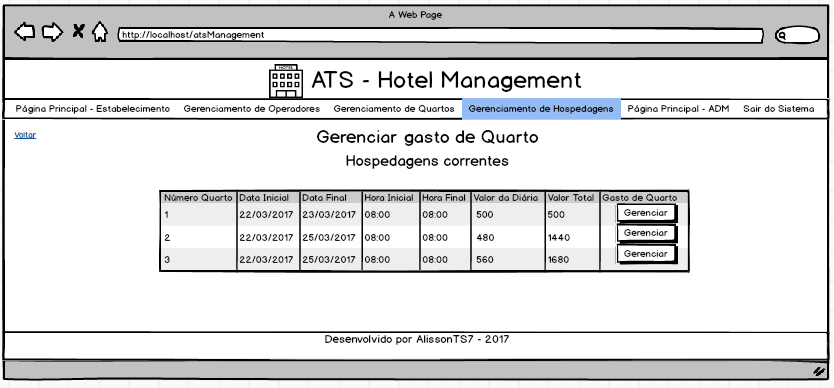 A Web Page
http://localhost/atsManagement
HOTEL
ATS - Hotel Management
Página Principal - Estabelecimento Gerenciamento de Operadores Gerenciamento de Quartos Gerenciamento de Hospedagens Página Principal - ADM Sair do Sistema
Voltar
Gerenciar gasto de Quarto
Hospedagens correntes
Número Quarto Data Inicial Data Final Hora Inicial Hora Final Valor da Diária Valor Total Gasto de Quarto
1 22/03/2017 23/03/2017 08:00 08:00 500 500 Gerenciar
2 22/03/2017 25/03/2017 08:00 08:00 480 1440 Gerenciar
3 22/03/2017 25/03/2017 08:00 08:00 560 1680 Gerenciar
Desenvolvido por AlissonTS7 - 2017